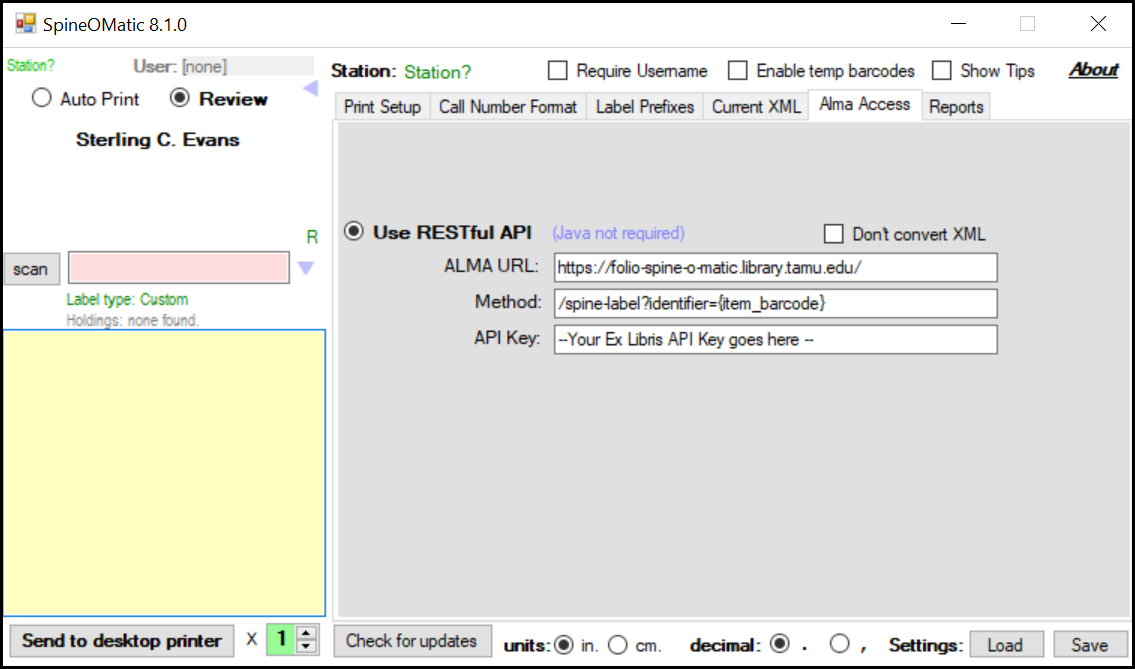 SpineOMatic 8.1.0
Station? User: [none]
Auto Print Review
Sterling C. Evans
R
scan
Label type: Custom
Holdings: none found.
Send to desktop printer X 1
Station: Station? Require Username Enable temp barcodes Show Tips About
Print Setup Call Number Format Label Prefixes Current XML Alma Access Reports
Use RESTful API (Java not required) Don't convert XML
ALMA URL: https://folio-spine-o-matic.library.tamu.edu/
Method: /spine-label?identifier={item_barcode}
API Key: --Your Ex Libris API Key goes here --
Check for updates units: in. cm. decimal: . , Settings: Load Save